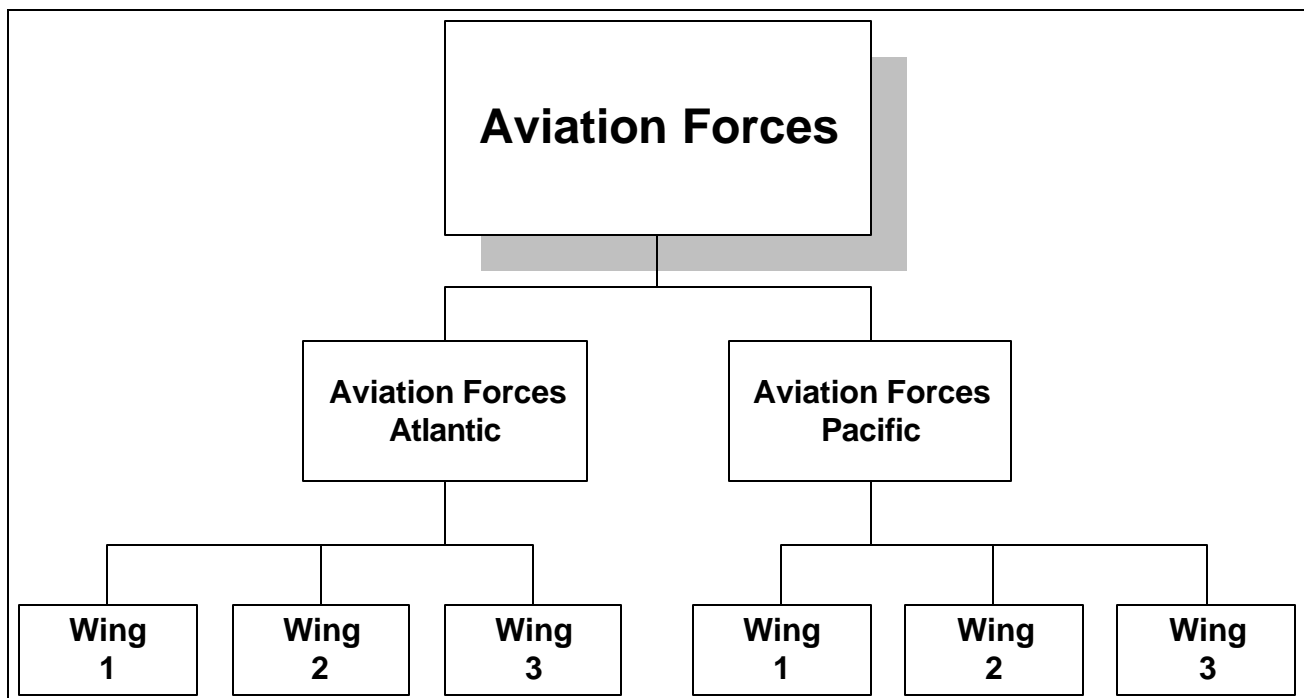 Aviation Forces
Aviation Forces
Atlantic
Aviation Forces
Pacific
Wing
1
Wing
2
Wing
3
Wing
1
Wing
2
Wing
3